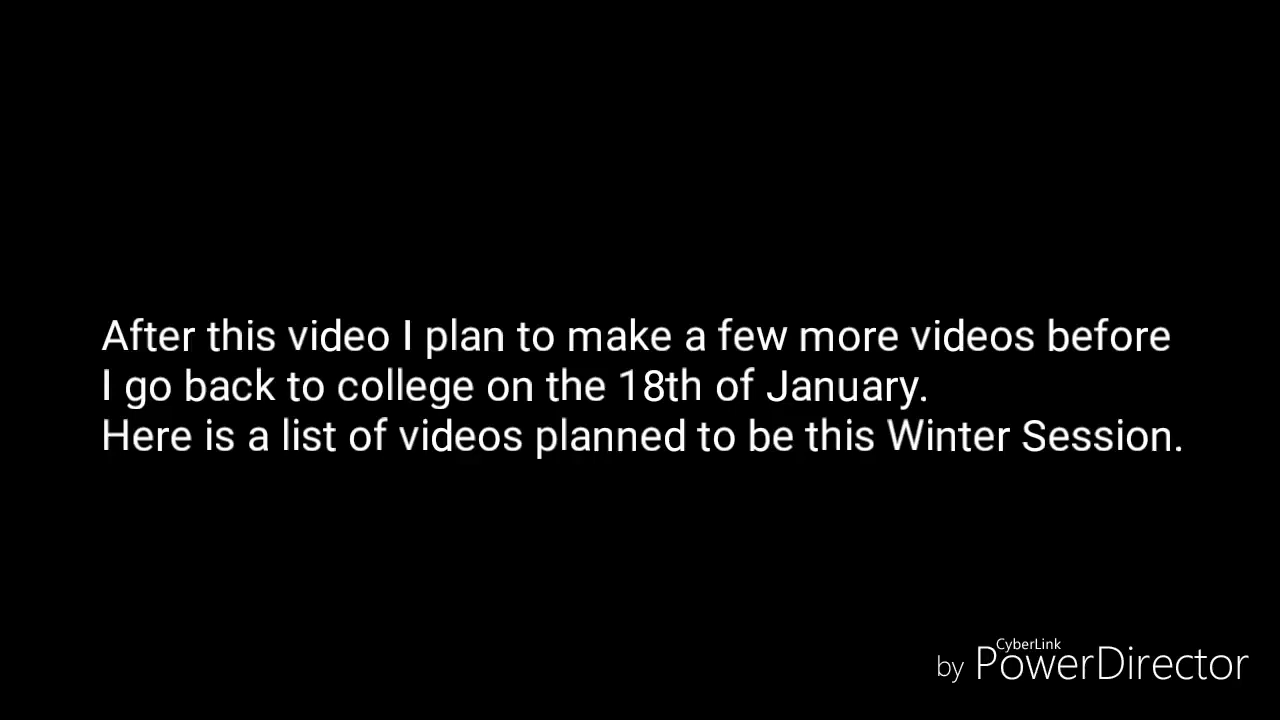 After this video I plan to make a few more videos before
I go back to college on the 18th of January.
Here is a list of videos planned to be this Winter Session.
CyberLink
by PowerDirector